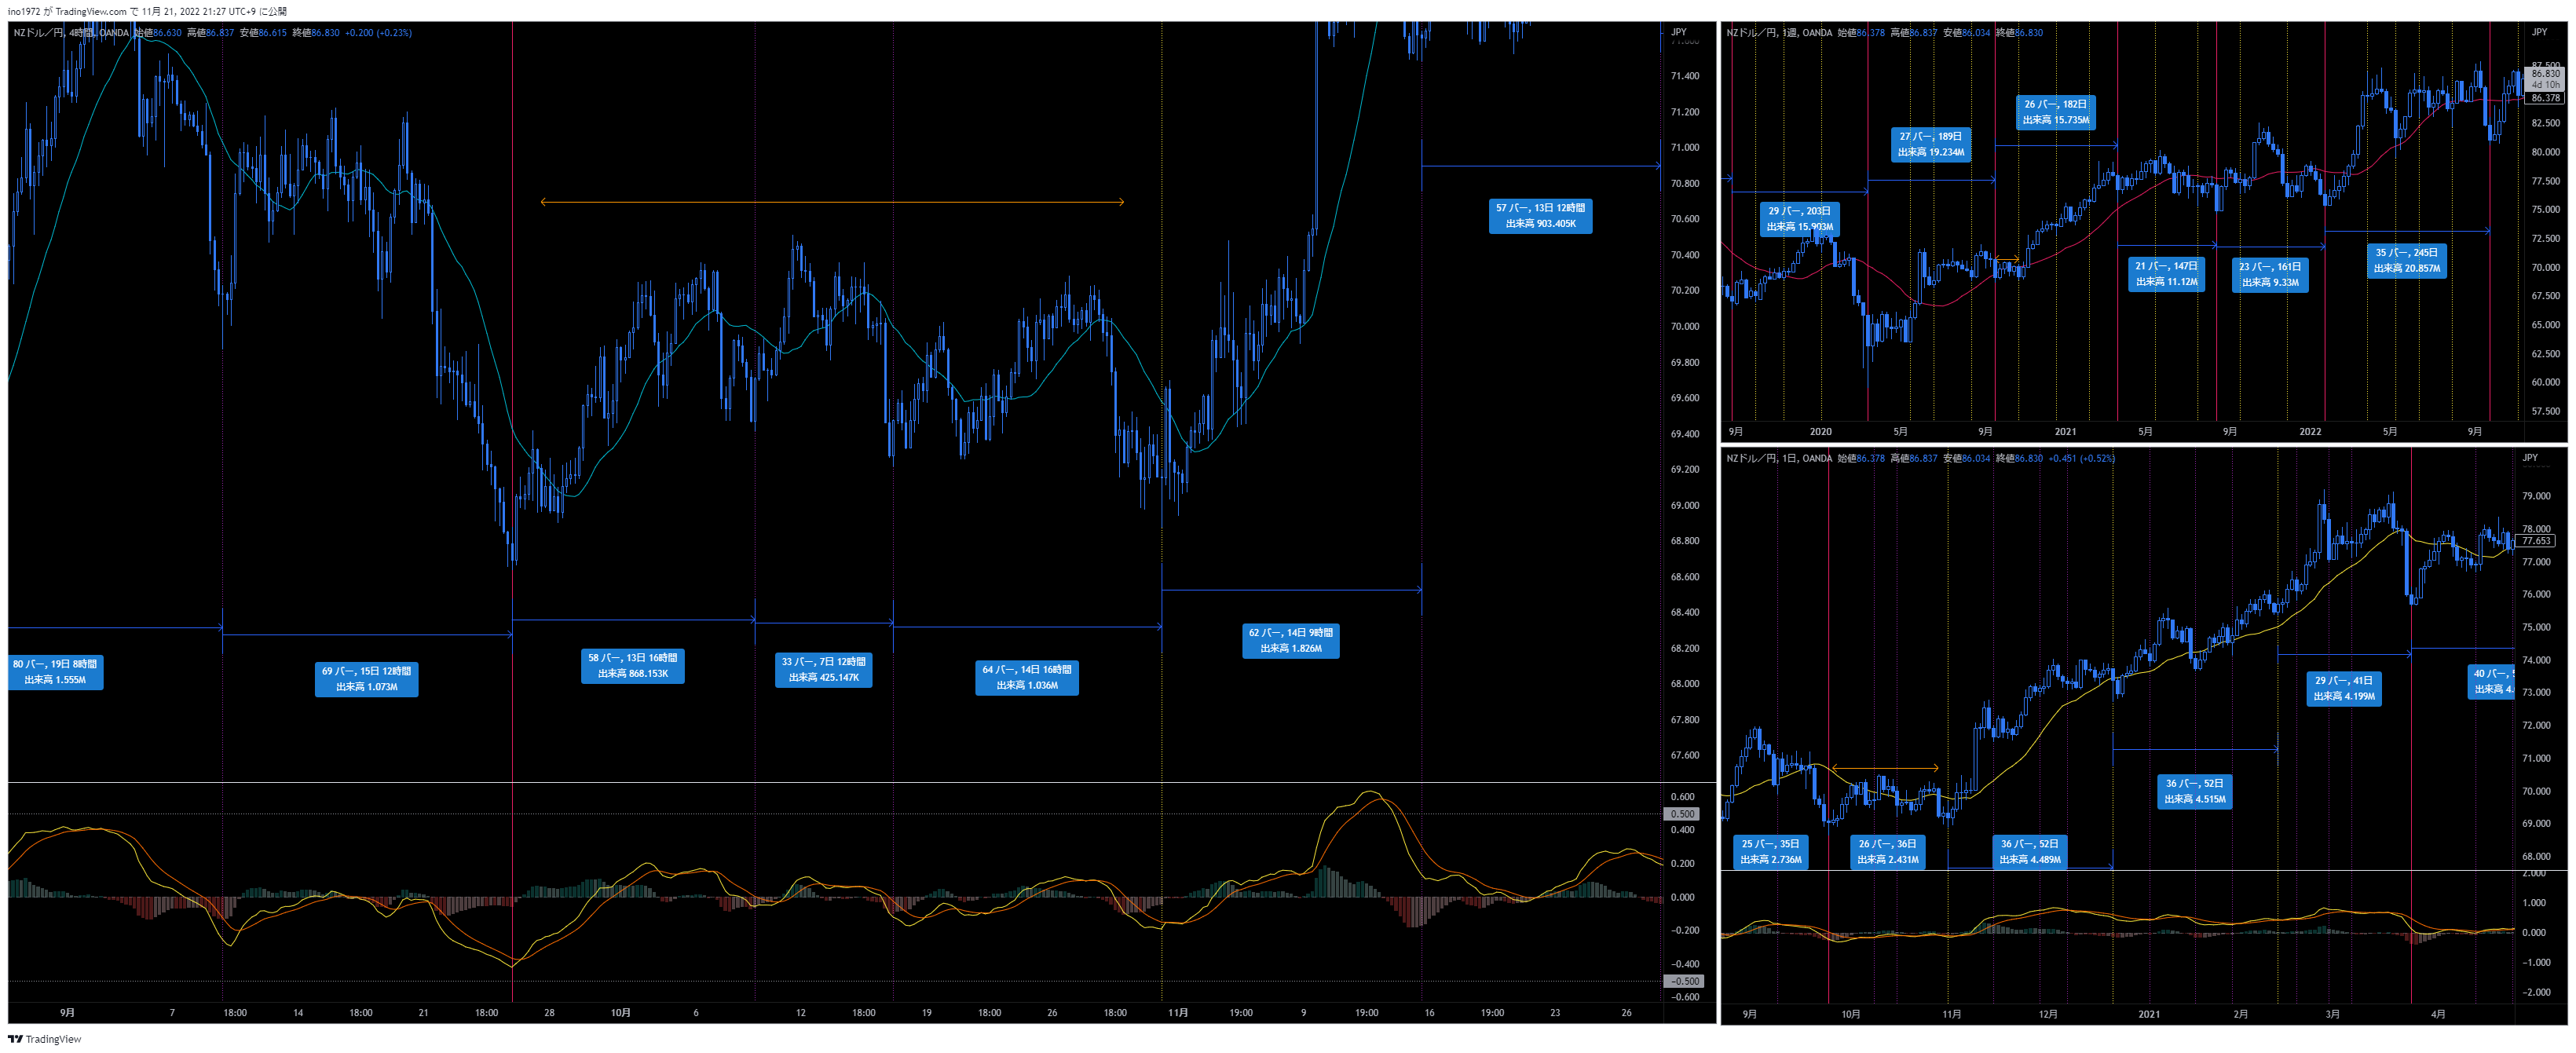 ino1972 が TradingView.com で 11月 21, 2022 21:27 UTC+9 に公開
NZドル／円, 4時間, OANDA 始値86.630 高値86.837 安値86.615 終値86.830 +0.200 (+0.23%)
JPY
71.400
71.200
71.000
70.800
70.600
70.400
70.200
70.000
69.800
69.600
69.400
69.200
69.000
68.800
68.600
68.400
68.200
68.000
67.800
67.600
57 バー, 13日 12時間
出来高 903.405K
80 バー, 19日 8時間
出来高 1.555M
69 バー, 15日 12時間
出来高 1.073M
58 バー, 13日 16時間
出来高 868.153K
33 バー, 7日 12時間
出来高 425.147K
64 バー, 14日 16時間
出来高 1.036M
62 バー, 14日 9時間
出来高 1.826M
0.600
0.500
0.400
0.200
0.000
−0.200
−0.400
−0.500
−0.600
9月 7 18:00 14 18:00 21 18:00 28 10月 6 12 18:00 19 18:00 26 18:00 11月 19:00 9 19:00 16 19:00 23 26
NZドル／円, 1週, OANDA 始値86.378 高値86.837 安値86.034 終値86.830
JPY
87.500
86.830
4d 10h
86.378
82.500
80.000
77.500
75.000
72.500
70.000
67.500
65.000
62.500
60.000
57.500
29 バー, 203日
出来高 15.903M
27 バー, 189日
出来高 19.234M
26 バー, 182日
出来高 15.735M
21 バー, 147日
出来高 11.12M
23 バー, 161日
出来高 9.33M
35 バー, 245日
出来高 20.857M
9月 2020 5月 9月 2021 5月 9月 2022 5月 9月
NZドル／円, 1日, OANDA 始値86.378 高値86.837 安値86.034 終値86.830 +0.451 (+0.52%)
JPY
79.000
78.000
77.653
77.000
76.000
75.000
74.000
73.000
72.000
71.000
70.000
69.000
68.000
25 バー, 35日
出来高 2.736M
26 バー, 36日
出来高 2.431M
36 バー, 52日
出来高 4.489M
36 バー, 52日
出来高 4.515M
29 バー, 41日
出来高 4.199M
40 バー,
出来高 4.
2.000
1.000
0.000
−1.000
−2.000
9月 10月 11月 12月 2021 2月 3月 4月
TradingView